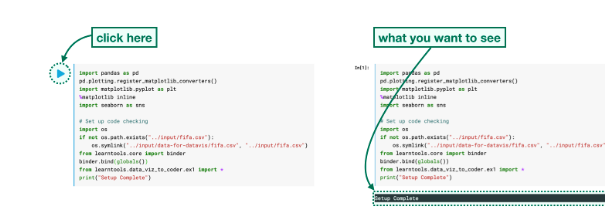 click here
import pandas as pd
pd.plotting.register_matplotlib_converters()
import matplotlib.pyplot as plt
%matplotlib inline
import seaborn as sns
# Set up code checking
import os
if not os.path.exists("../input/fifa.csv"):
    os.symlink("../input/data-for-datavis/fifa.csv", "../input/fifa.csv")
from learntools.core import binder
binder.bind(globals())
from learntools.data_viz_to_coder.ex1 import *
print("Setup Complete")
what you want to see
In[1]:
import pandas as pd
pd.plotting.register_matplotlib_converters()
import matplotlib.pyplot as plt
%matplotlib inline
import seaborn as sns
# Set up code checking
import os
if not os.path.exists("../input/fifa.csv"):
    os.symlink("../input/data-for-datavis/fifa.csv", "../input/fifa.csv")
from learntools.core import binder
binder.bind(globals())
from learntools.data_viz_to_coder.ex1 import *
print("Setup Complete")
Setup Complete